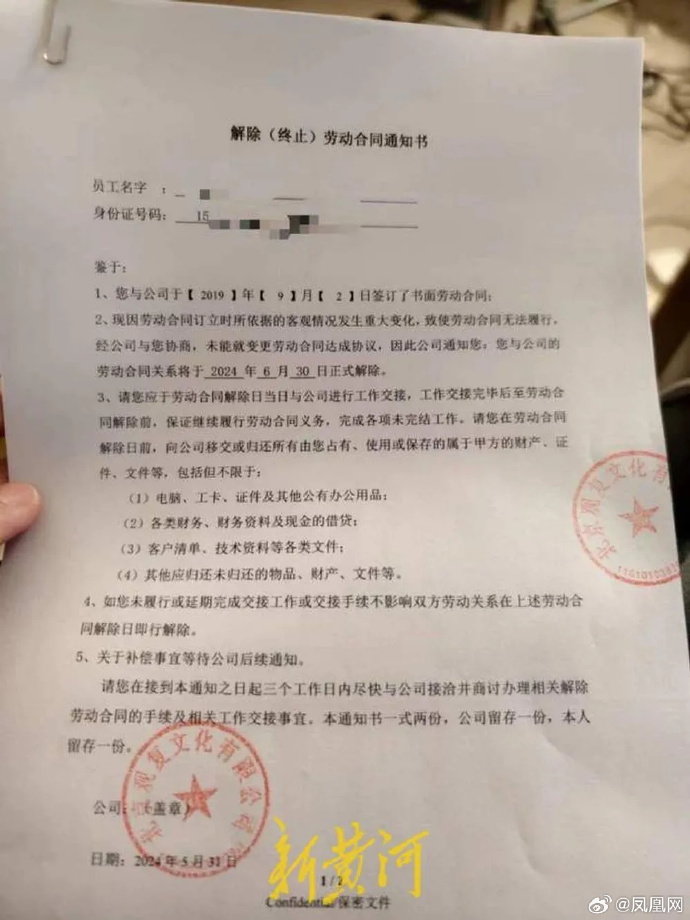 解除（终止）劳动合同通知书
员工名字 ：
身份证号码： 15
鉴于：
1、您与公司于【 2019 】年【 9 】月【 2 】日签订了书面劳动合同；
2、现因劳动合同订立时所依据的客观情况发生重大变化，致使劳动合同无法履行，
经公司与您协商，未能就变更劳动合同达成协议，因此公司通知您：您与公司的
劳动合同关系将于 2024 年 6 月 30 日正式解除。
3、请您应于劳动合同解除日当日与公司进行工作交接，工作交接完毕后至劳动合
同解除前，保证继续履行劳动合同义务，完成各项未完结工作。请您在劳动合同
解除日前，向公司移交或归还所有由您占有、使用或保存的属于甲方的财产、证
件、文件等，包括但不限于：
（1）电脑、工卡、证件及其他公有办公用品；
（2）各类财务、财务资料及现金的借贷；
（3）客户清单、技术资料等各类文件；
（4）其他应归还未归还的物品、财产、文件等。
4、如您未履行或延期完成交接工作或交接手续不影响双方劳动关系在上述劳动合
同解除日即行解除。
5、关于补偿事宜等待公司后续通知。
请您在接到本通知之日起三个工作日内尽快与公司接洽并商讨办理相关解除
劳动合同的手续及相关工作交接事宜。本通知书一式两份，公司留存一份，本人
留存一份。
公司：（盖章）
日期：2024 年 5 月 31 日
北京观复文化有限公司
北京观复文化有
新黄河
Confidential 保密文件
@凤凰网